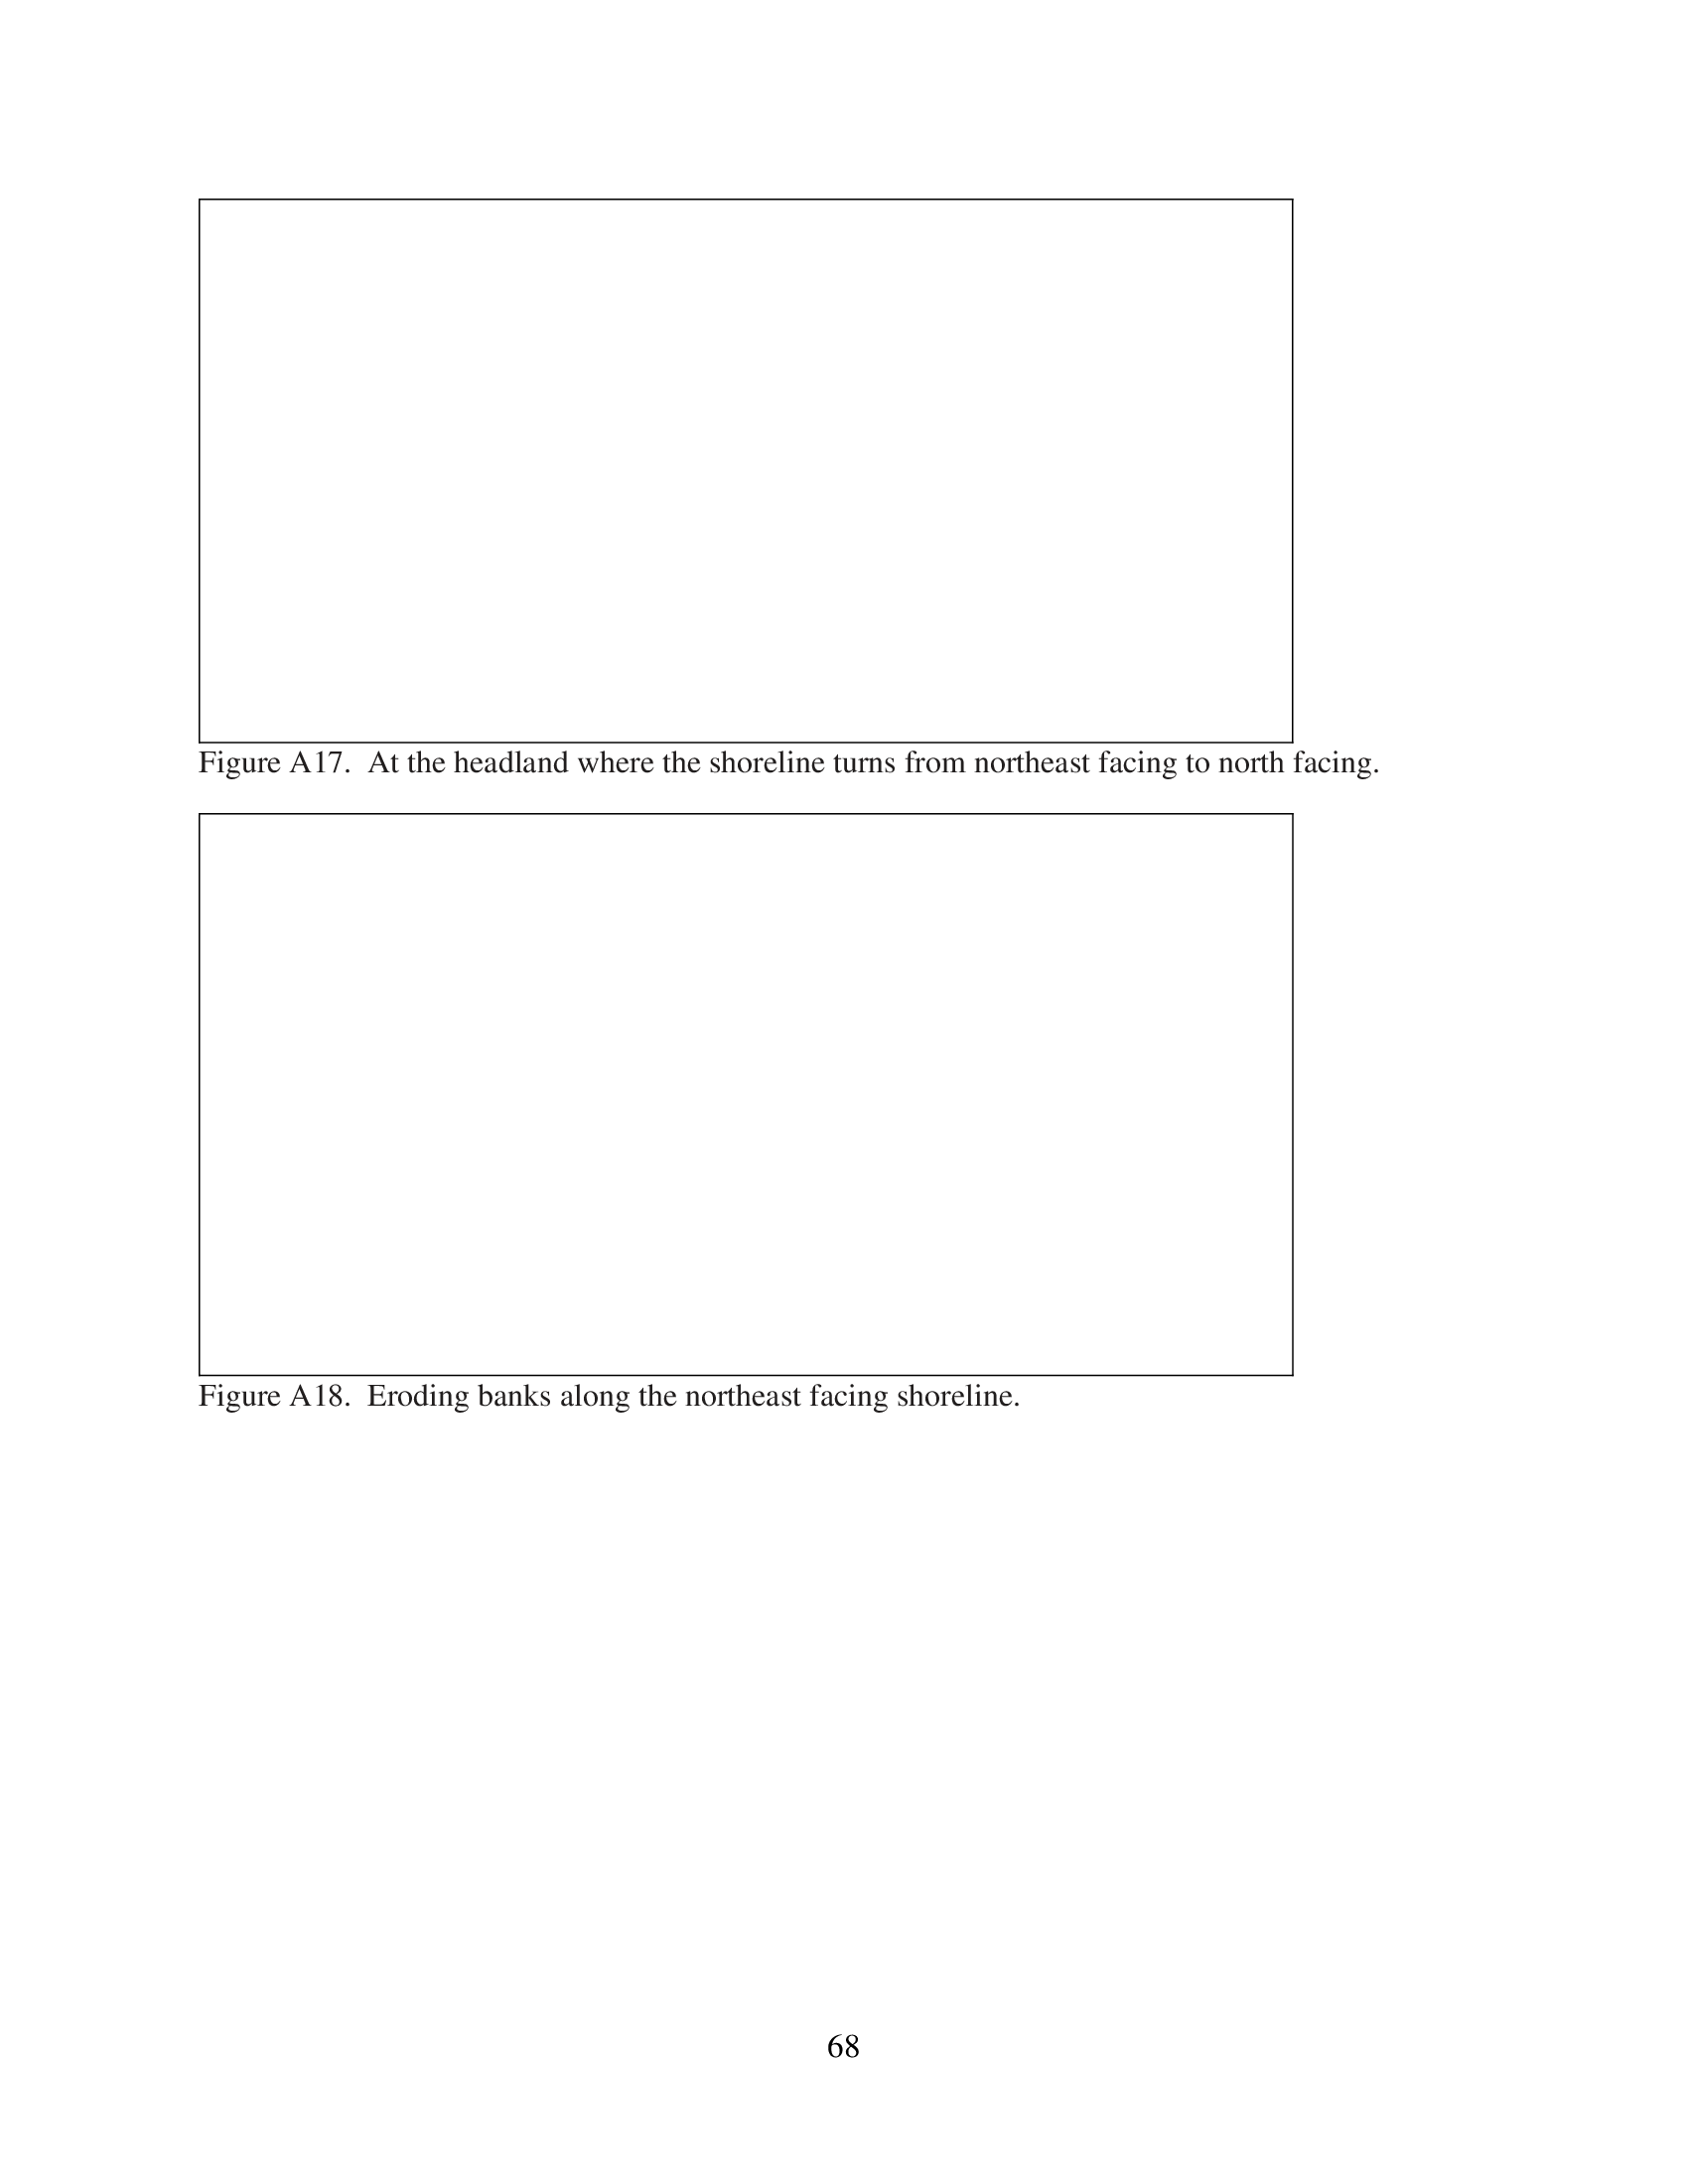 Figure A17.  At the headland where the shoreline turns from northeast facing to north facing.
Figure A18.  Eroding banks along the northeast facing shoreline.
68